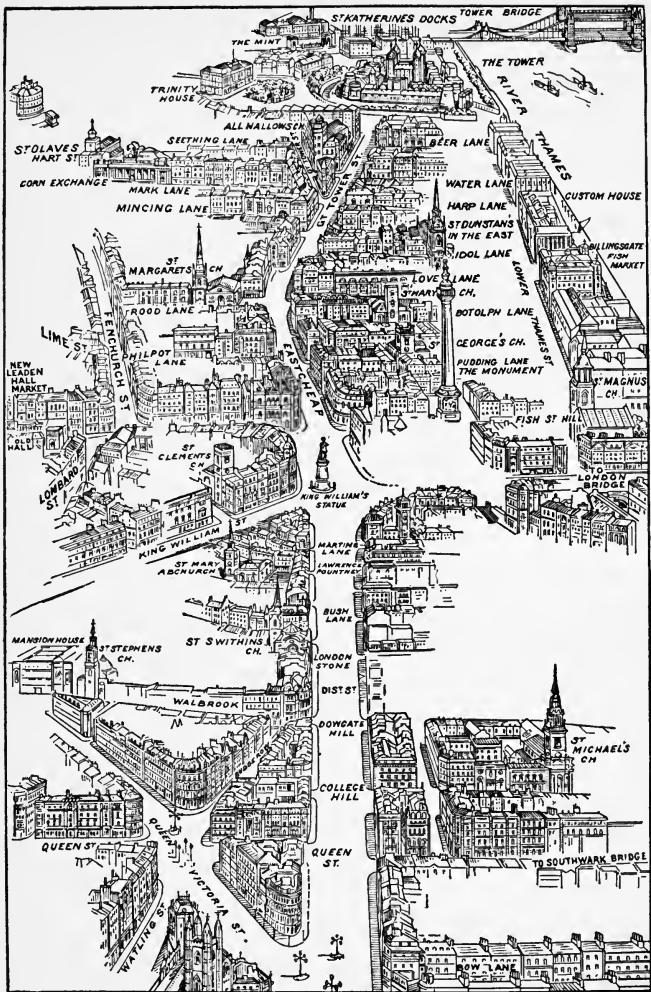 ST KATHERINES DOCKS
TOWER BRIDGE
THE MINT
THE TOWER
TRINITY
HOUSE
RIVER THAMES
ALL HALLOWS CH
ST OLAVES
HART ST
SEETHING LANE
BEER LANE
CORN EXCHANGE
MARK LANE
WATER LANE
MINCING LANE
GT TOWER ST
HARP LANE
CUSTOM HOUSE
ST DUNSTAN'S
IN THE EAST
BILLINGSGATE
FISH
MARKET
ST
MARGARETS CH
IDOL LANE
LOVE LANE
ST MARY CH.
ROOD LANE
BOTOLPH LANE
LOWER THAMES ST
LIME ST
FENCHURCH ST
PHILPOT
LANE
EASTCHEAP
ST GEORGE'S CH.
NEW
LEADEN
HALL
MARKET
PUDDING LANE
THE MONUMENT
ST MAGNUS
CH
OLD
HALL
FISH ST HILL
LOMBARD
ST
ST
CLEMENTS
CH
TO
LONDON
BRIDGE
KING WILLIAM'S
STATUE
KING WILLIAM ST
MARTINS
LANE
ST MARY
ABCHURCH
LAWRENCE
POUNTNEY
BUSH
LANE
ST SWITHINS
CH.
MANSION HOUSE
ST STEPHENS
CH.
LONDON
STONE
WALBROOK
DIST ST
DOWGATE
HILL
ST
MICHAEL'S
CH
COLLEGE
HILL
QUEEN ST
QUEEN VICTORIA ST
QUEEN
ST.
TO SOUTHWARK BRIDGE
WATLING ST
BOW LANE